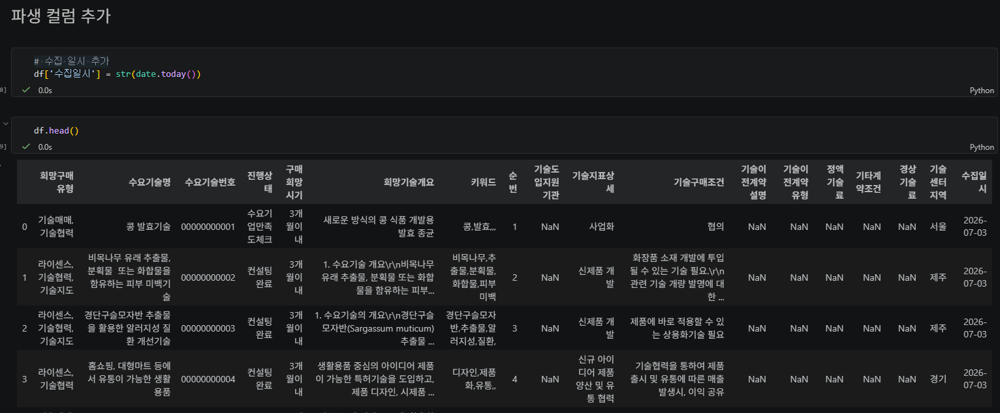 파생 컬럼 추가
# 수집 일시 추가
df['수집일시'] = str(date.today())
8]
0.0s
Python
df.head()
9]
0.0s
Python
희망구매유형 수요기술명 수요기술번호 진행상태 구매희망시기 희망기술개요 키워드 순번 기술도입지원기관 기술지표상세 기술구매조건 기술이전계약설명 기술이전계약유형 정액기술료 기타계약조건 경상기술료 기술센터지역 수집일시
0 기술매매,기술협력 콩 발효기술 00000000001 수요기업만족도체크 3개월이내 새로운 방식의 콩 식품 개발용 발효 종균 콩,발효,,, 1 NaN 사업화 협의 NaN NaN NaN NaN NaN 서울 2026-07-03
1 라이센스,기술협력,기술지도 비목나무 유래 추출물, 분획물 또는 화합물을 함유하는 피부 미백기술 00000000002 컨설팅완료 3개월이내 1. 수요기술 개요\r\n비목나무 유래 추출물, 분획물 또는 화합물을 함유하는 피부... 비목나무,추출물,분획물,화합물,피부미백 2 NaN 신제품 개발 화장품 소재 개발에 투입될 수 있는 기술 필요.\r\n관련 기술 개량 발명에 대한 ... NaN NaN NaN NaN NaN 제주 2026-07-03
2 라이센스,기술협력,기술지도 경단구슬모자반 추출물을 활용한 알러지성 질환 개선기술 00000000003 컨설팅완료 3개월이내 1. 수요기술의 개요\r\n경단구슬모자반(Sargassum muticum) 추출물 ... 경단구슬모자반,추출물,알러지성,질환, 3 NaN 신제품 개발 제품에 바로 적용할 수 있는 상용화기술 필요 NaN NaN NaN NaN NaN 제주 2026-07-03
3 라이센스,기술협력 홈쇼핑, 대형마트 등에서 유통이 가능한 생활용품 00000000004 컨설팅완료 3개월이내 생활용품 중심의 아이디어 제품이 가능한 특허기술을 도입하고, 제품 디자인, 시제품 ... 디자인,제품화,유통,, 4 NaN 신규 아이디어 제품 양산 및 유통 협력 기술협력을 통하여 제품 출시 및 유통에 따른 매출 발생시, 이익 공유 NaN NaN NaN NaN NaN 경기 2026-07-03